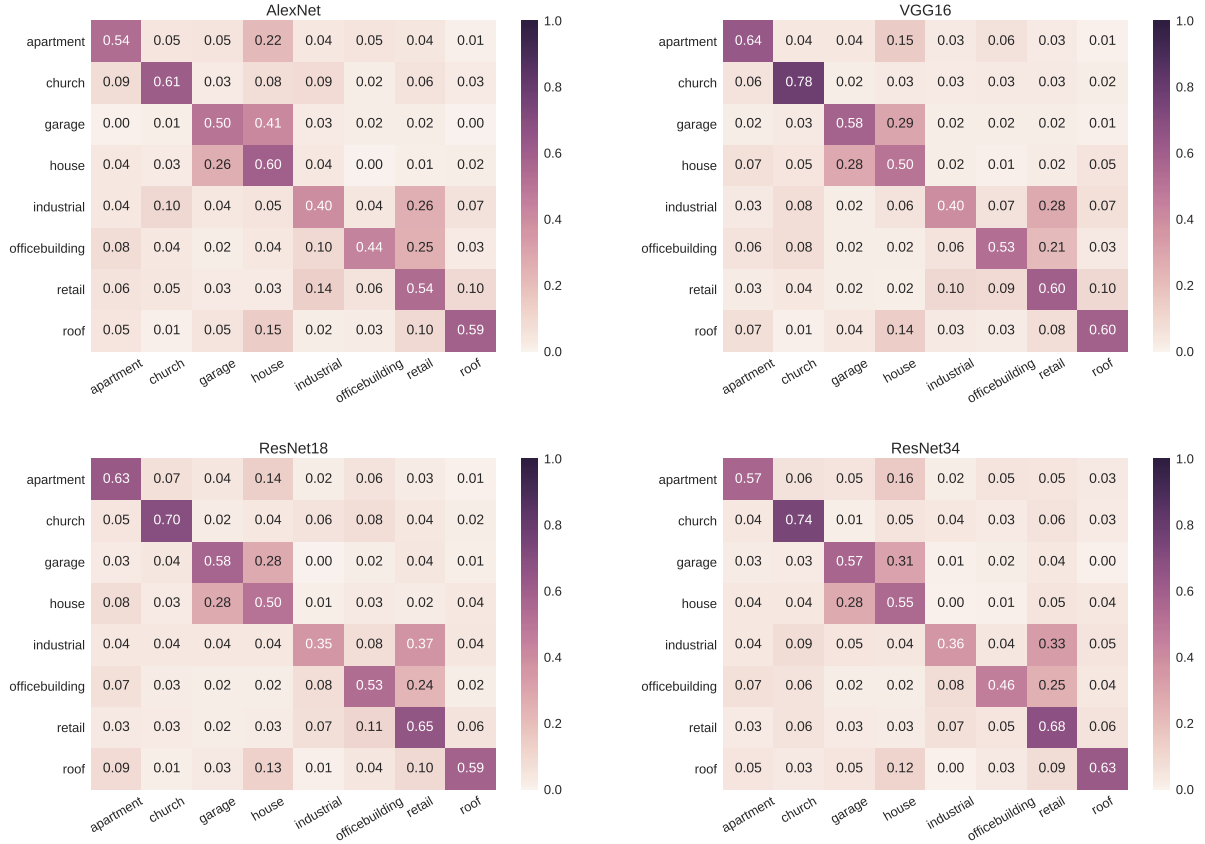 AlexNet
apartment 0.54 0.05 0.05 0.22 0.04 0.05 0.04 0.01
church 0.09 0.61 0.03 0.08 0.09 0.02 0.06 0.03
garage 0.00 0.01 0.50 0.41 0.03 0.02 0.02 0.00
house 0.04 0.03 0.26 0.60 0.04 0.00 0.01 0.02
industrial 0.04 0.10 0.04 0.05 0.40 0.04 0.26 0.07
officebuilding 0.08 0.04 0.02 0.04 0.10 0.44 0.25 0.03
retail 0.06 0.05 0.03 0.03 0.14 0.06 0.54 0.10
roof 0.05 0.01 0.05 0.15 0.02 0.03 0.10 0.59
apartment church garage house industrial officebuilding retail roof
1.0
0.8
0.6
0.4
0.2
0.0
VGG16
apartment 0.64 0.04 0.04 0.15 0.03 0.06 0.03 0.01
church 0.06 0.78 0.02 0.03 0.03 0.03 0.03 0.02
garage 0.02 0.03 0.58 0.29 0.02 0.02 0.02 0.01
house 0.07 0.05 0.28 0.50 0.02 0.01 0.02 0.05
industrial 0.03 0.08 0.02 0.06 0.40 0.07 0.28 0.07
officebuilding 0.06 0.08 0.02 0.02 0.06 0.53 0.21 0.03
retail 0.03 0.04 0.02 0.02 0.10 0.09 0.60 0.10
roof 0.07 0.01 0.04 0.14 0.03 0.03 0.08 0.60
apartment church garage house industrial officebuilding retail roof
1.0
0.8
0.6
0.4
0.2
0.0
ResNet18
apartment 0.63 0.07 0.04 0.14 0.02 0.06 0.03 0.01
church 0.05 0.70 0.02 0.04 0.06 0.08 0.04 0.02
garage 0.03 0.04 0.58 0.28 0.00 0.02 0.04 0.01
house 0.08 0.03 0.28 0.50 0.01 0.03 0.02 0.04
industrial 0.04 0.04 0.04 0.04 0.35 0.08 0.37 0.04
officebuilding 0.07 0.03 0.02 0.02 0.08 0.53 0.24 0.02
retail 0.03 0.03 0.02 0.03 0.07 0.11 0.65 0.06
roof 0.09 0.01 0.03 0.13 0.01 0.04 0.10 0.59
apartment church garage house industrial officebuilding retail roof
1.0
0.8
0.6
0.4
0.2
0.0
ResNet34
apartment 0.57 0.06 0.05 0.16 0.02 0.05 0.05 0.03
church 0.04 0.74 0.01 0.05 0.04 0.03 0.06 0.03
garage 0.03 0.03 0.57 0.31 0.01 0.02 0.04 0.00
house 0.04 0.04 0.28 0.55 0.00 0.01 0.05 0.04
industrial 0.04 0.09 0.05 0.04 0.36 0.04 0.33 0.05
officebuilding 0.07 0.06 0.02 0.02 0.08 0.46 0.25 0.04
retail 0.03 0.06 0.03 0.03 0.07 0.05 0.68 0.06
roof 0.05 0.03 0.05 0.12 0.00 0.03 0.09 0.63
apartment church garage house industrial officebuilding retail roof
1.0
0.8
0.6
0.4
0.2
0.0